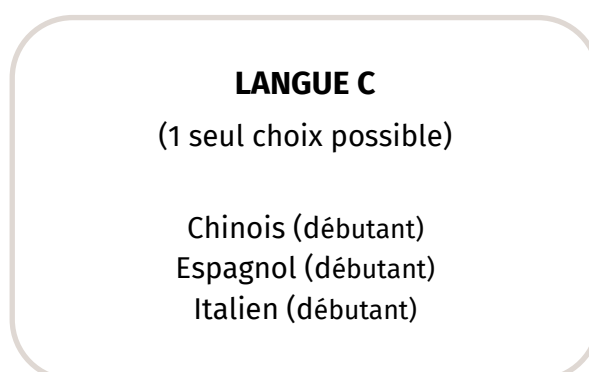 LANGUE C
(1 seul choix possible)
Chinois (débutant)
Espagnol (débutant)
Italien (débutant)